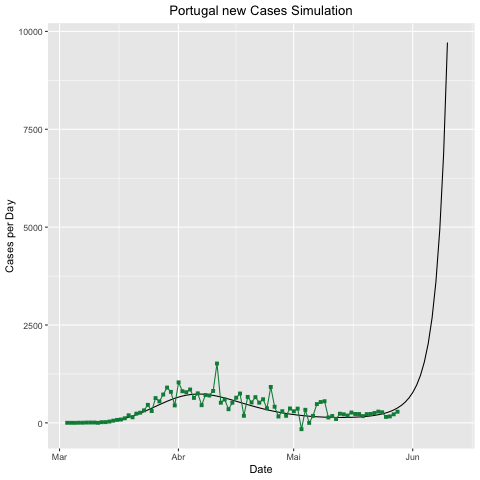 Portugal new Cases Simulation
10000
7500
5000
2500
0
Cases per Day
Mar
Abr
Mai
Jun
Date